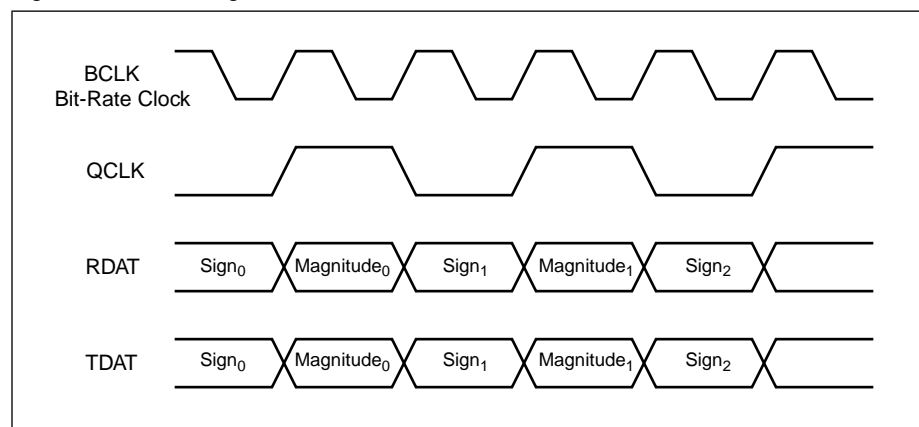 BCLK
Bit-Rate Clock
QCLK
RDAT
Sign0 Magnitude0 Sign1 Magnitude1 Sign2
TDAT
Sign0 Magnitude0 Sign1 Magnitude1 Sign2